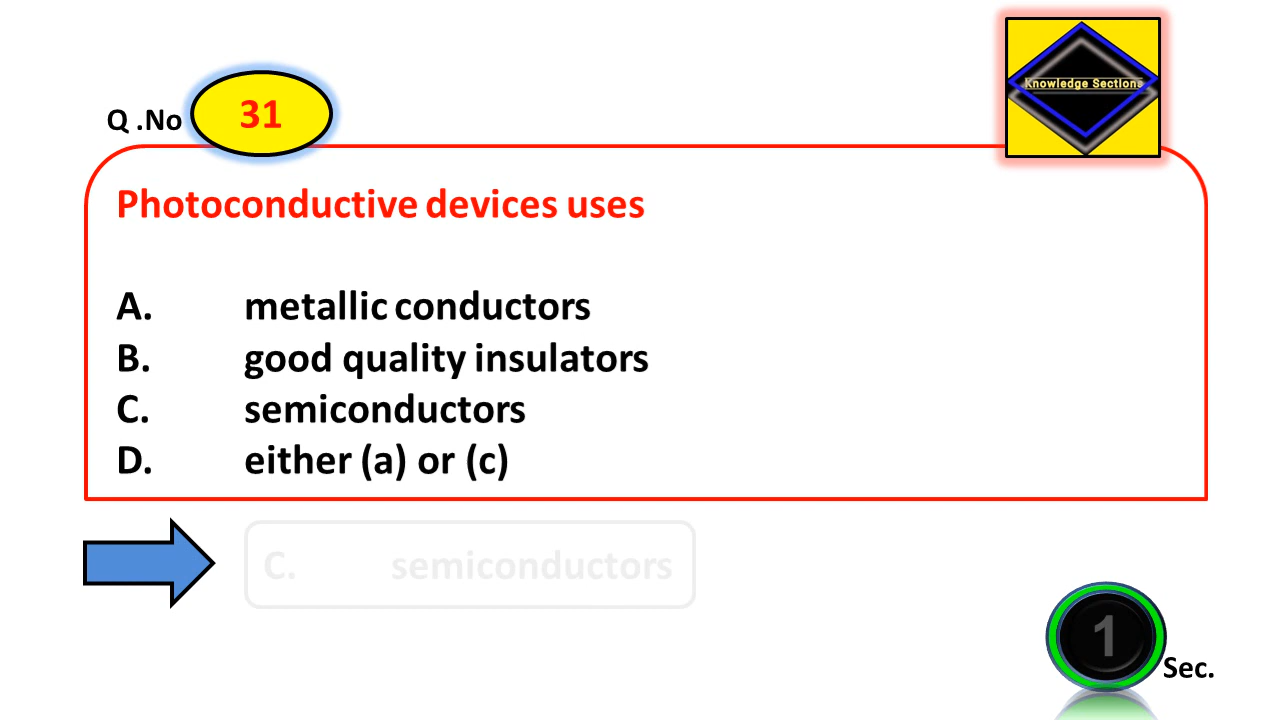 Knowledge Sections
Q .No 31
Photoconductive devices uses
A. metallic conductors
B. good quality insulators
C. semiconductors
D. either (a) or (c)
C. semiconductors
1
Sec.